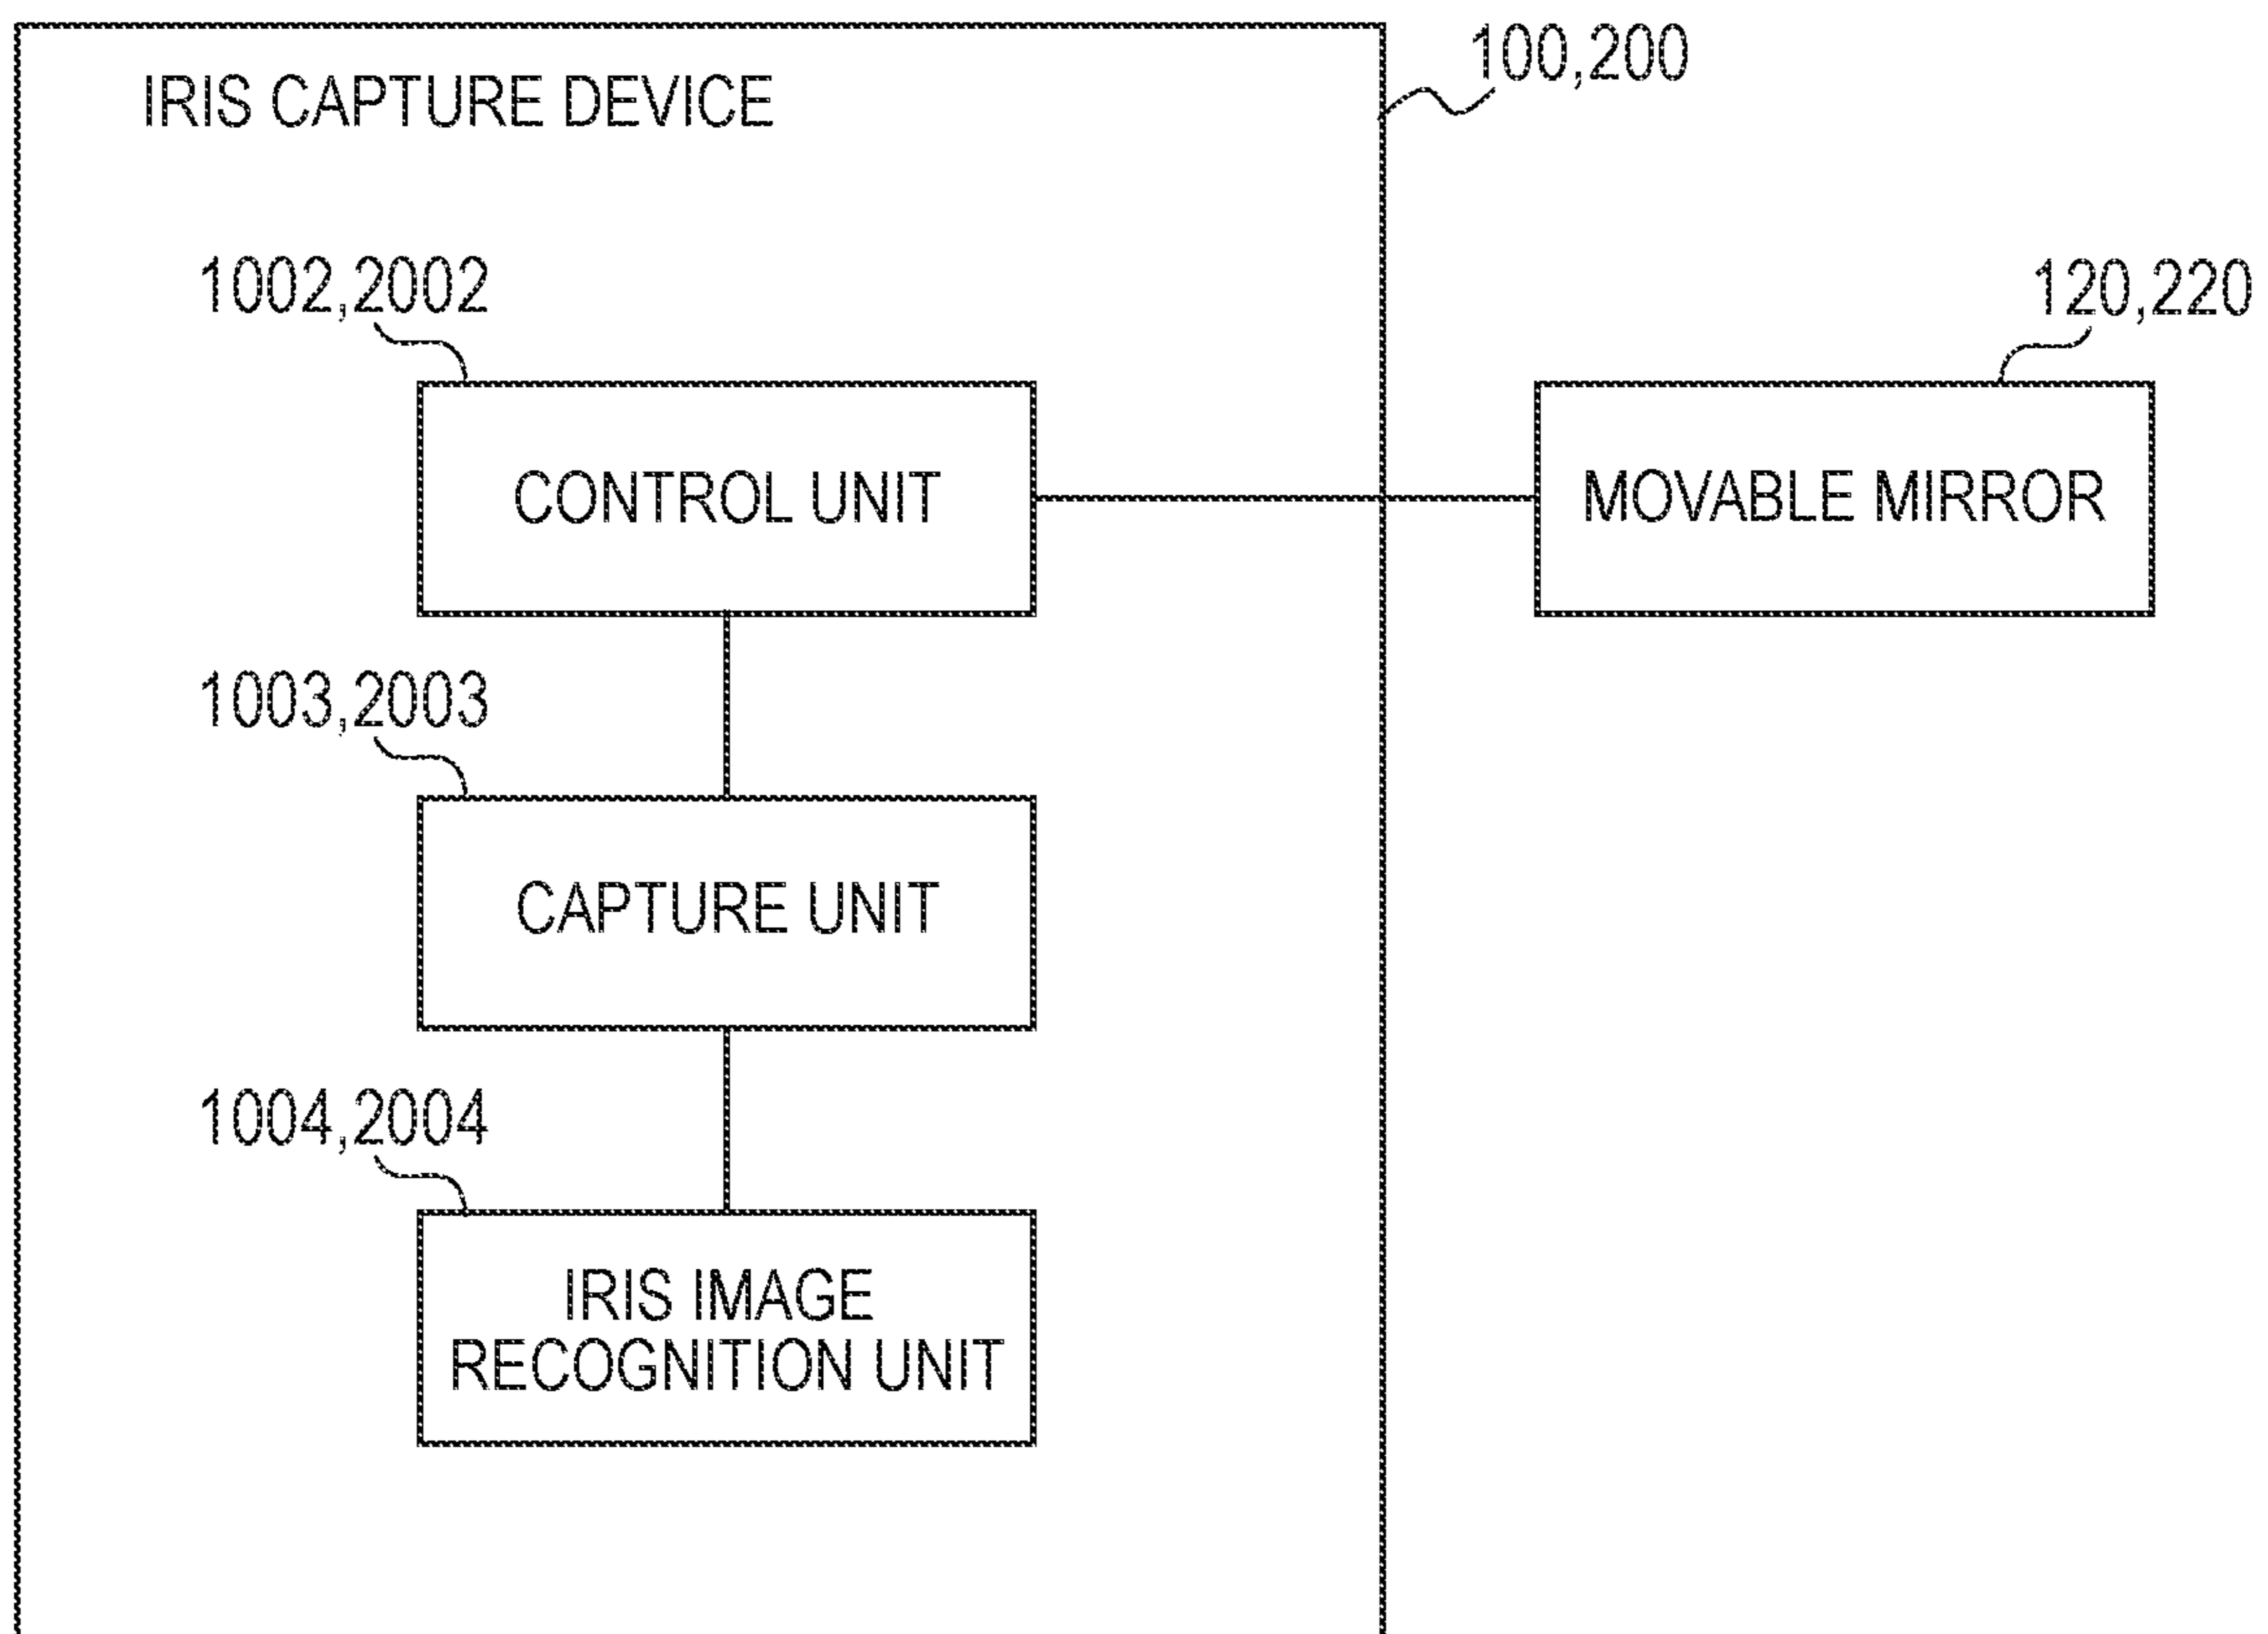 IRIS CAPTURE DEVICE
100,200
1002,2002
120,220
CONTROL UNIT
MOVABLE MIRROR
1003,2003
CAPTURE UNIT
1004,2004
IRIS IMAGE
RECOGNITION UNIT